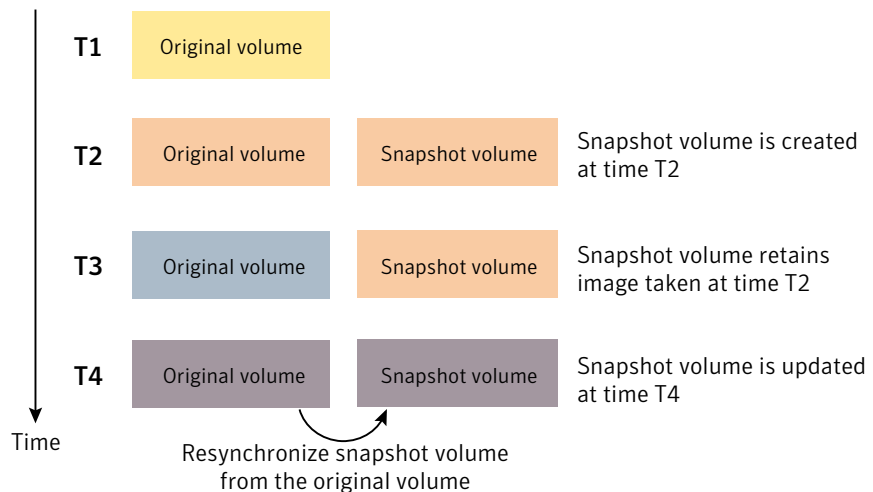 T1
Original volume
T2
Original volume
Snapshot volume
Snapshot volume is created
at time T2
T3
Original volume
Snapshot volume
Snapshot volume retains
image taken at time T2
T4
Original volume
Snapshot volume
Snapshot volume is updated
at time T4
Time
Resynchronize snapshot volume
from the original volume